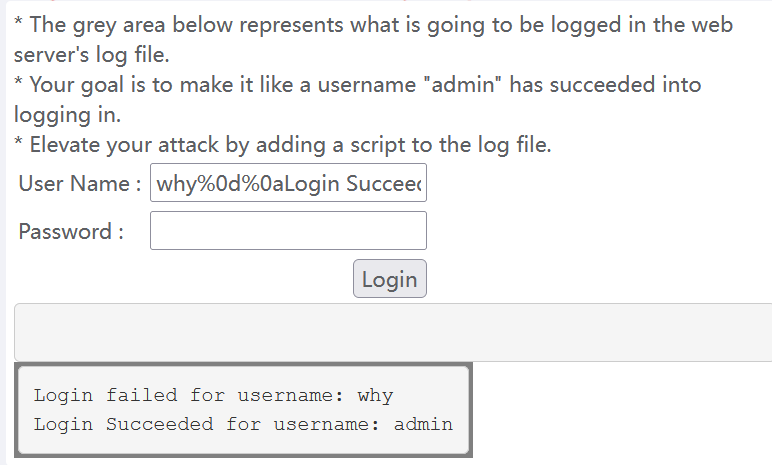 * The grey area below represents what is going to be logged in the web
server's log file.
* Your goal is to make it like a username "admin" has succeeded into
logging in.
* Elevate your attack by adding a script to the log file.
User Name : why%0d%0aLogin Succeed
Password :
Login
Login failed for username: why
Login Succeeded for username: admin